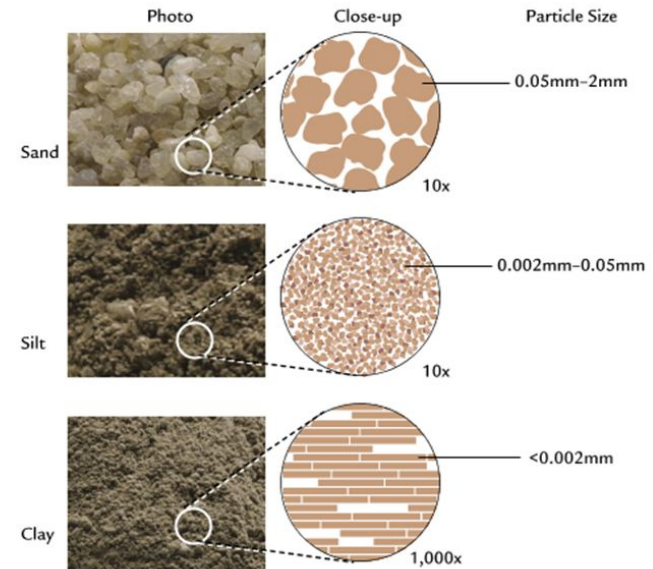 Photo Close-up Particle Size
Sand
0.05mm–2mm
10x
Silt
0.002mm–0.05mm
10x
Clay
<0.002mm
1,000x